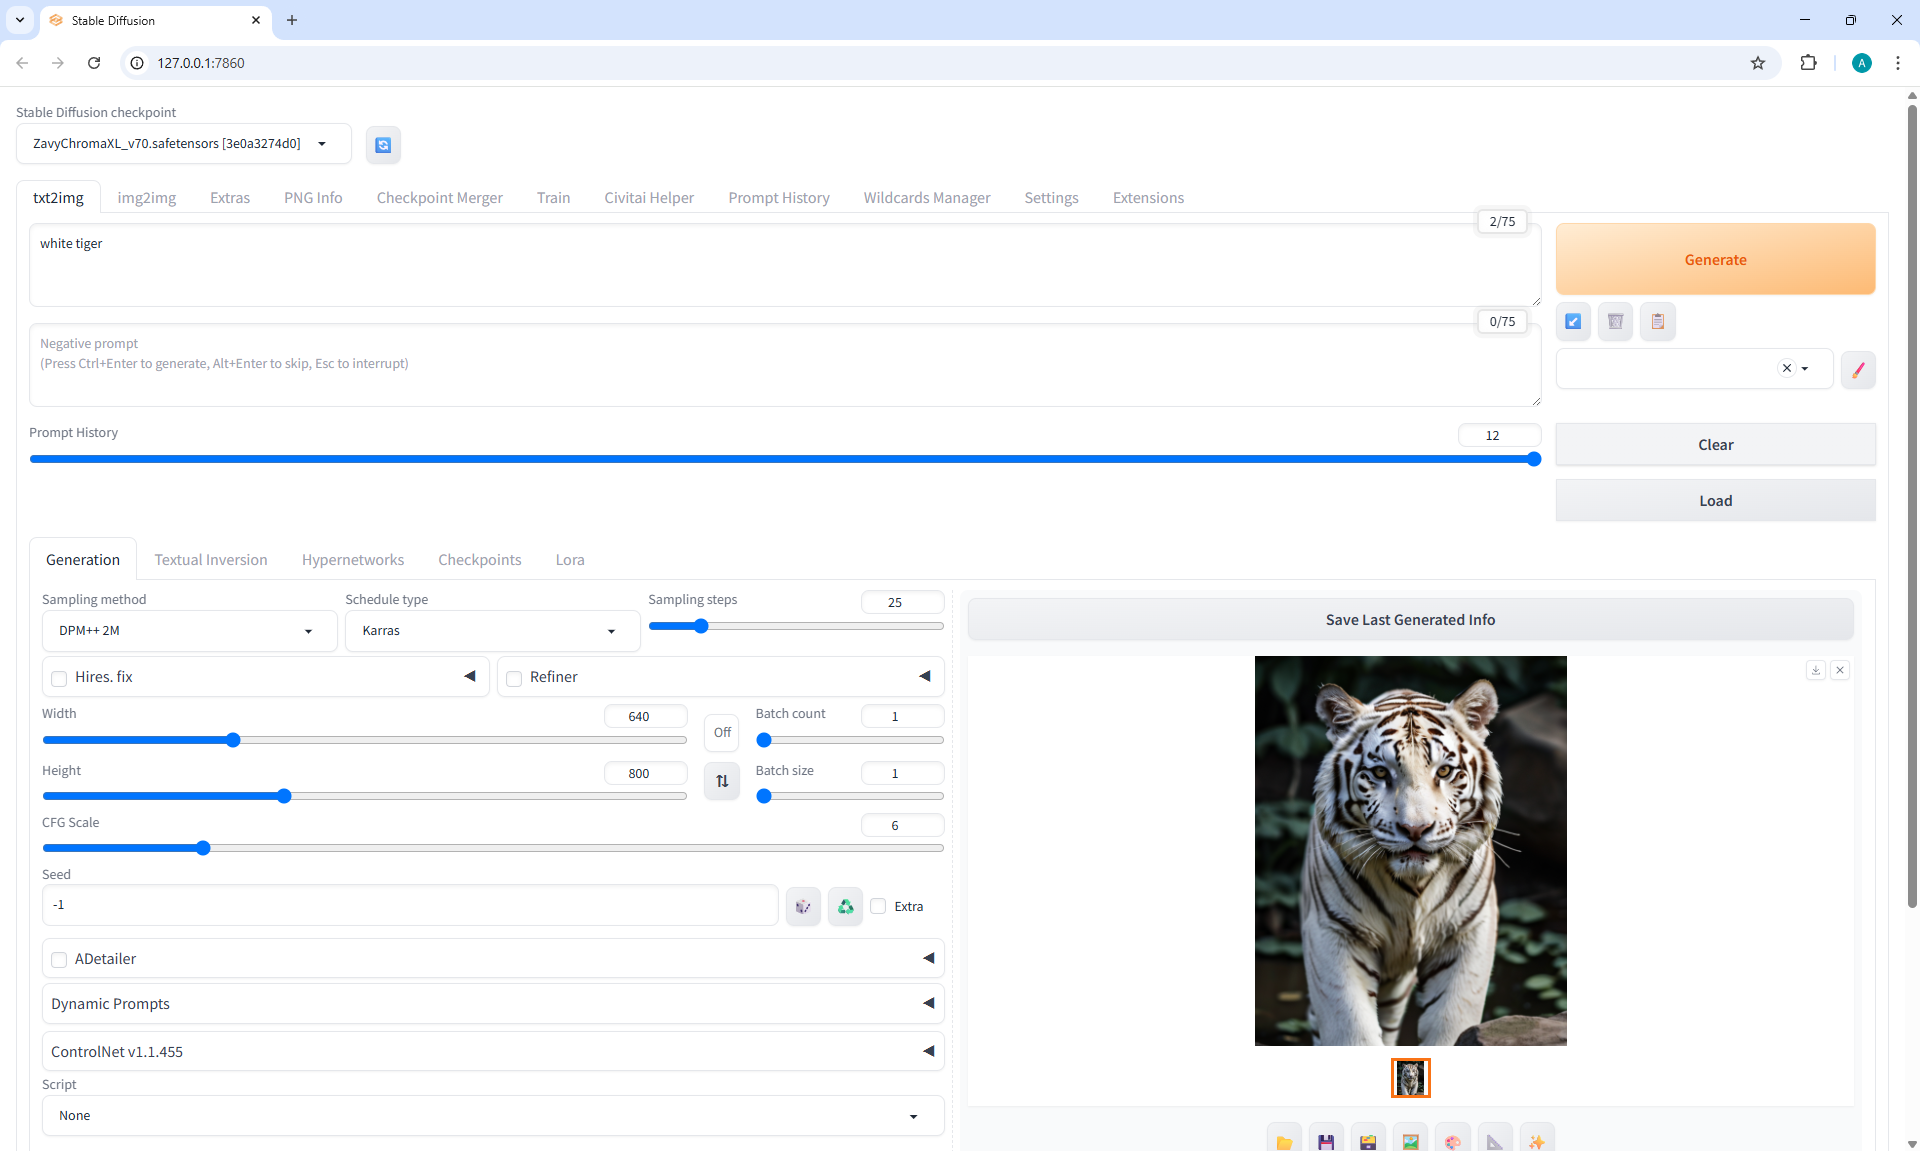 Stable Diffusion
127.0.0.1:7860
A
Stable Diffusion checkpoint
ZavyChromaXL_v70.safetensors [3e0a3274d0]
txt2img img2img Extras PNG Info Checkpoint Merger Train Civitai Helper Prompt History Wildcards Manager Settings Extensions
2/75
white tiger
Generate
0/75
Negative prompt
(Press Ctrl+Enter to generate, Alt+Enter to skip, Esc to interrupt)
Prompt History
12
Clear
Load
Generation Textual Inversion Hypernetworks Checkpoints Lora
Sampling method Schedule type Sampling steps 25
DPM++ 2M Karras
Save Last Generated Info
Hires. fix Refiner
Width 640 Off Batch count 1
Height 800 Batch size 1
CFG Scale 6
Seed
-1
Extra
ADetailer
Dynamic Prompts
ControlNet v1.1.455
Script
None